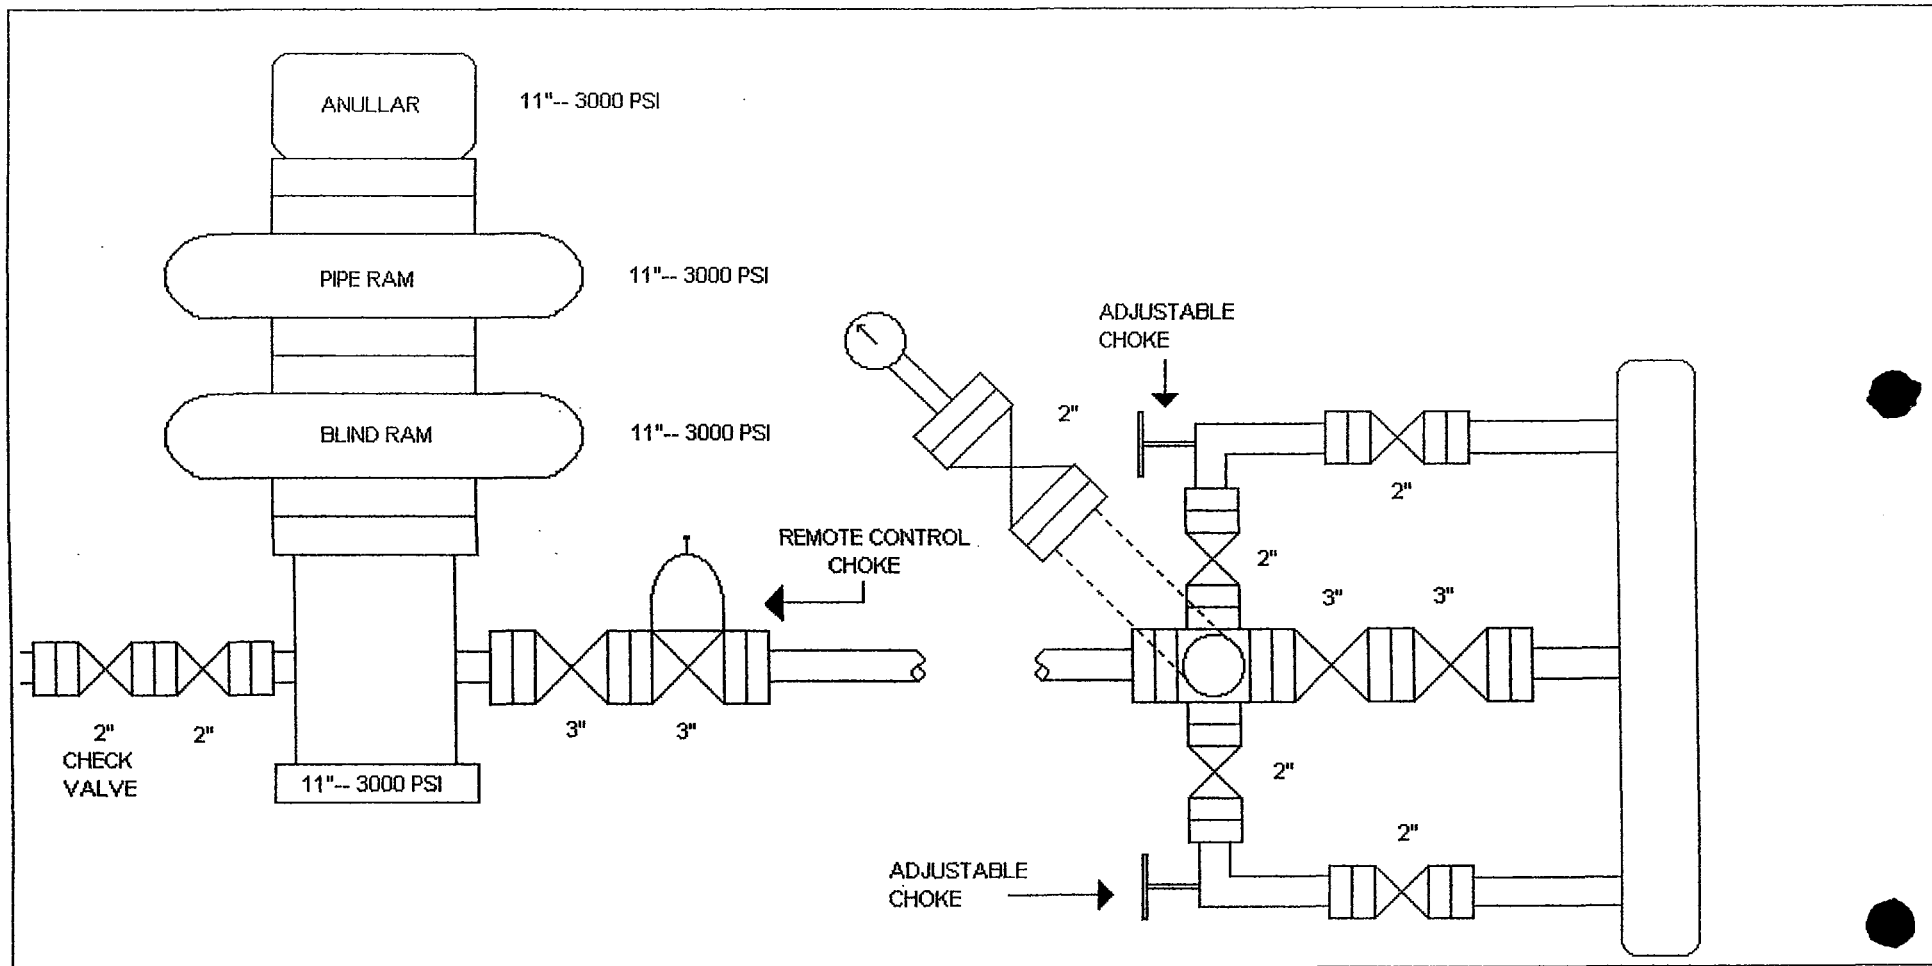 ANULLAR
11"-- 3000 PSI
PIPE RAM
11"-- 3000 PSI
BLIND RAM
11"-- 3000 PSI
ADJUSTABLE
CHOKE
2"
2"
REMOTE CONTROL
CHOKE
2"
3"
3"
2"
CHECK
VALVE
2"
3"
3"
11"-- 3000 PSI
2"
2"
ADJUSTABLE
CHOKE